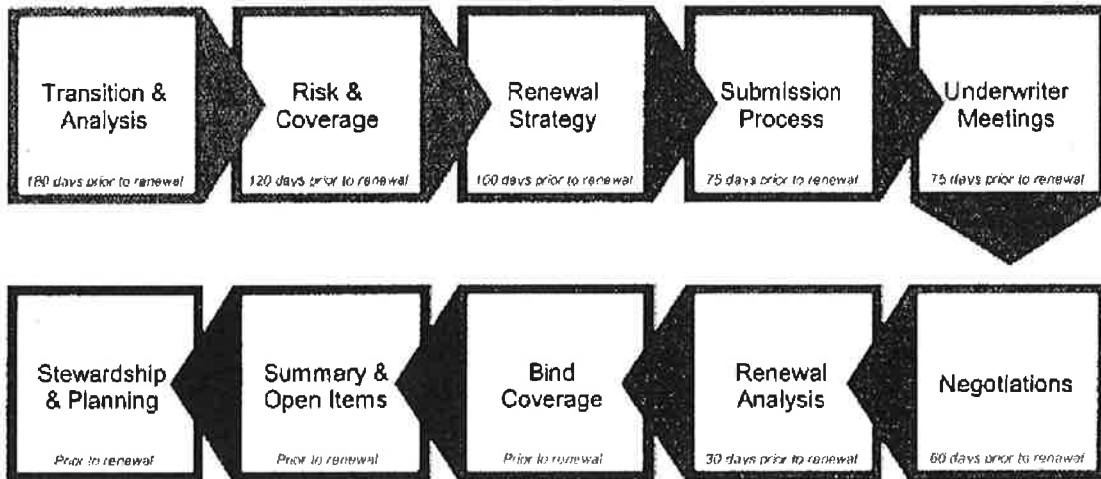 Transition &
Analysis
180 days prior to renewal
Risk &
Coverage
120 days prior to renewal
Renewal
Strategy
100 days prior to renewal
Submission
Process
75 days prior to renewal
Underwriter
Meetings
75 days prior to renewal
Negotiations
60 days prior to renewal
Renewal
Analysis
30 days prior to renewal
Bind
Coverage
Prior to renewal
Summary &
Open Items
Prior to renewal
Stewardship
& Planning
Prior to renewal